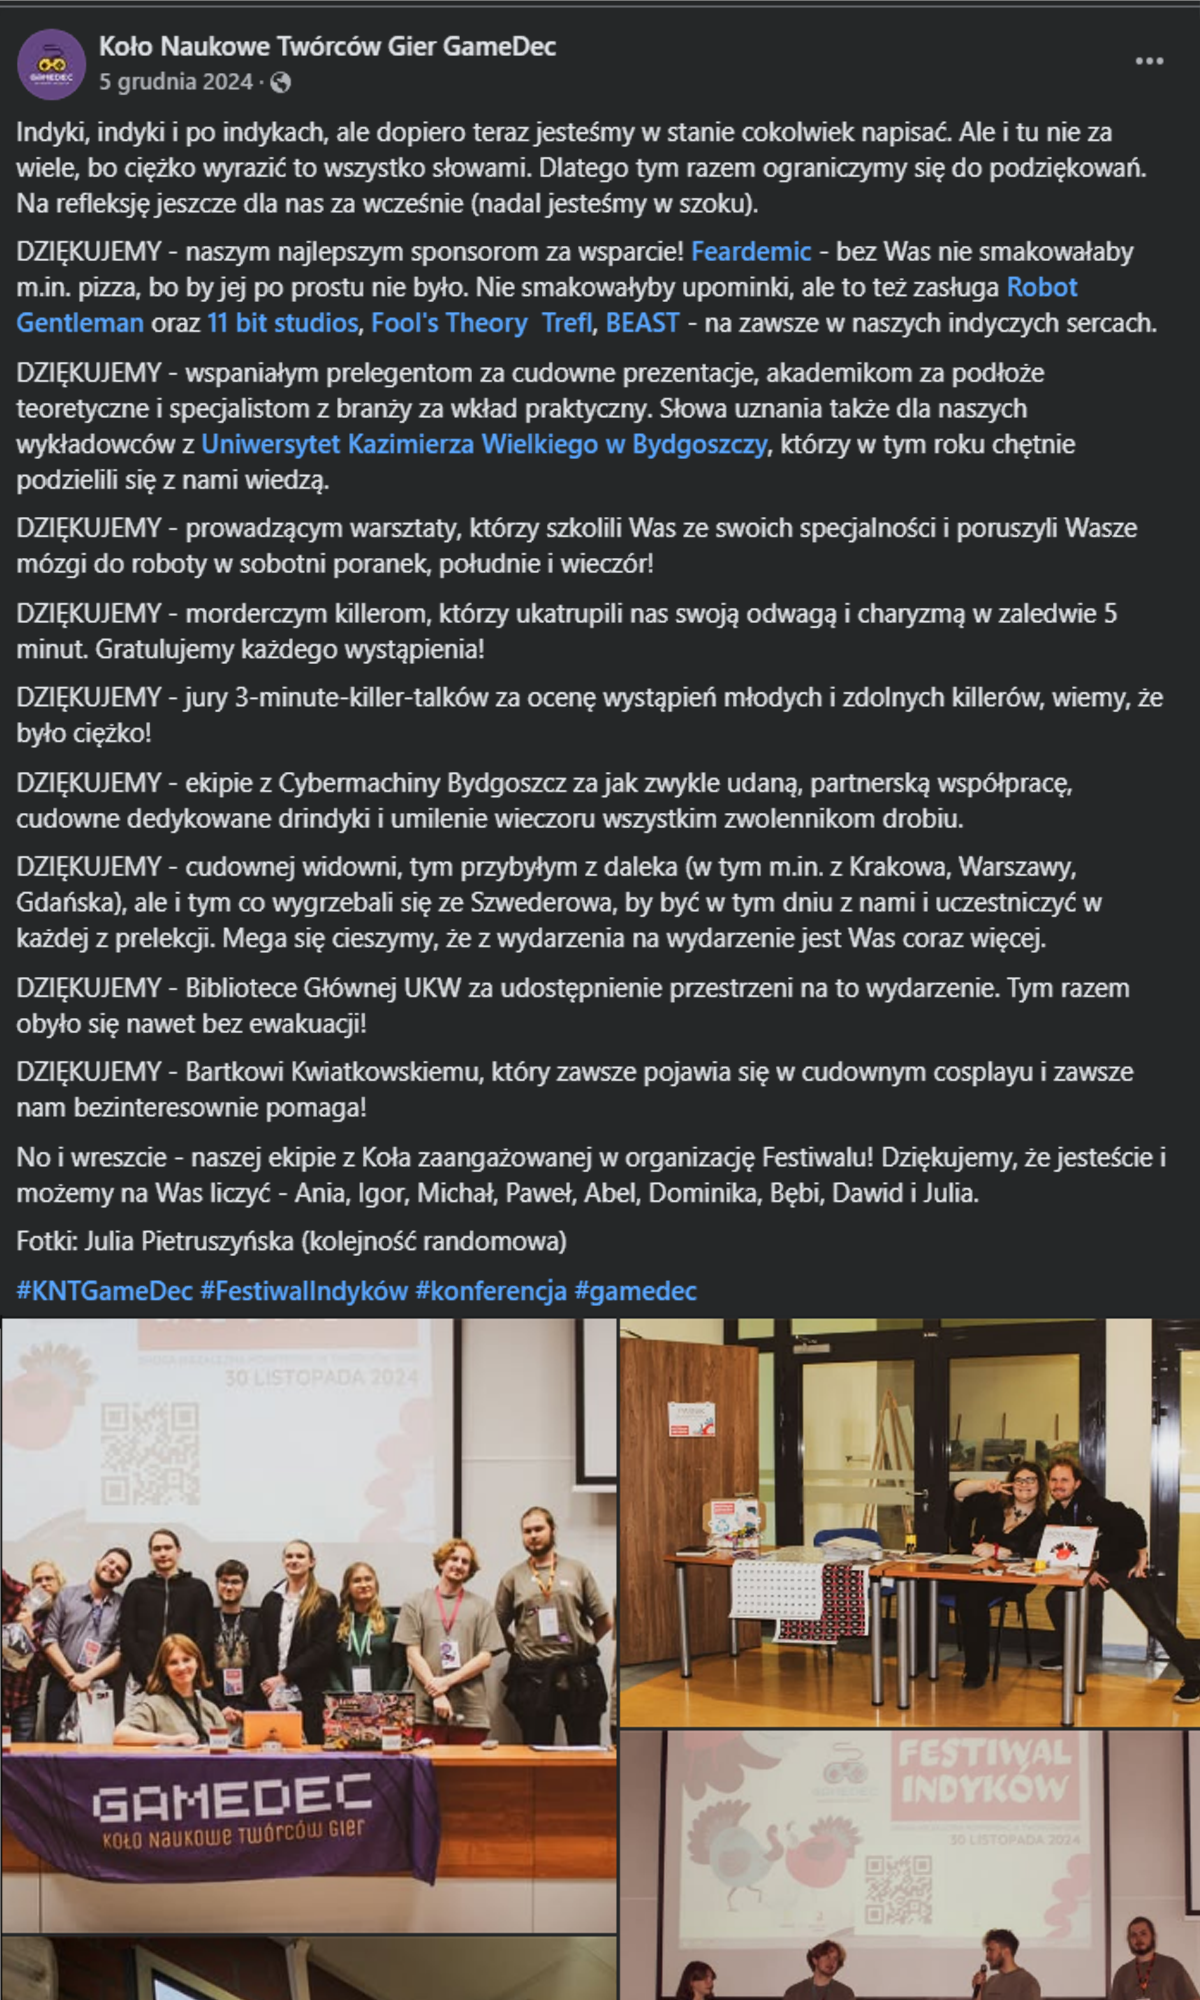 Koło Naukowe Twórców Gier GameDec
5 grudnia 2024 ·
Indyki, indyki i po indykach, ale dopiero teraz jesteśmy w stanie cokolwiek napisać. Ale i tu nie za
wiele, bo ciężko wyrazić to wszystko słowami. Dlatego tym razem ograniczymy się do podziękowań.
Na refleksję jeszcze dla nas za wcześnie (nadal jesteśmy w szoku).
DZIĘKUJEMY - naszym najlepszym sponsorom za wsparcie! Feardemic - bez Was nie smakowałaby
m.in. pizza, bo by jej po prostu nie było. Nie smakowałyby upominki, ale to też zasługa Robot
Gentleman oraz 11 bit studios, Fool's Theory Trefl, BEAST - na zawsze w naszych indyczych sercach.
DZIĘKUJEMY - wspaniałym prelegentom za cudowne prezentacje, akademikom za podłoże
teoretyczne i specjalistom z branży za wkład praktyczny. Słowa uznania także dla naszych
wykładowców z Uniwersytet Kazimierza Wielkiego w Bydgoszczy, którzy w tym roku chętnie
podzielili się z nami wiedzą.
DZIĘKUJEMY - prowadzącym warsztaty, którzy szkolili Was ze swoich specjalności i poruszyli Wasze
mózgi do roboty w sobotni poranek, południe i wieczór!
DZIĘKUJEMY - morderczym killerom, którzy ukatrupili nas swoją odwagą i charyzmą w zaledwie 5
minut. Gratulujemy każdego wystąpienia!
DZIĘKUJEMY - jury 3-minute-killer-talków za ocenę wystąpień młodych i zdolnych killerów, wiemy, że
było ciężko!
DZIĘKUJEMY - ekipie z Cybermachiny Bydgoszcz za jak zwykle udaną, partnerską współpracę,
cudowne dedykowane drindyki i umilenie wieczoru wszystkim zwolennikom drobiu.
DZIĘKUJEMY - cudownej widowni, tym przybyłym z daleka (w tym m.in. z Krakowa, Warszawy,
Gdańska), ale i tym co wygrzebali się ze Szwederowa, by być w tym dniu z nami i uczestniczyć w
każdej z prelekcji. Mega się cieszymy, że z wydarzenia na wydarzenie jest Was coraz więcej.
DZIĘKUJEMY - Bibliotece Głównej UKW za udostępnienie przestrzeni na to wydarzenie. Tym razem
obyło się nawet bez ewakuacji!
DZIĘKUJEMY - Bartkowi Kwiatkowskiemu, który zawsze pojawia się w cudownym cosplayu i zawsze
nam bezinteresownie pomaga!
No i wreszcie - naszej ekipie z Koła zaangażowanej w organizację Festiwalu! Dziękujemy, że jesteście i
możemy na Was liczyć - Ania, Igor, Michał, Paweł, Abel, Dominika, Bębi, Dawid i Julia.
Fotki: Julia Pietruszyńska (kolejność randomowa)
#KNTGameDec #FestiwalIndyków #konferencja #gamedec
30 LISTOPADA 2024
GAMEDEC
KOŁO NAUKOWE TWÓRCÓW GIER
FESTIWAL
INDYKÓW
30 LISTOPADA 2024